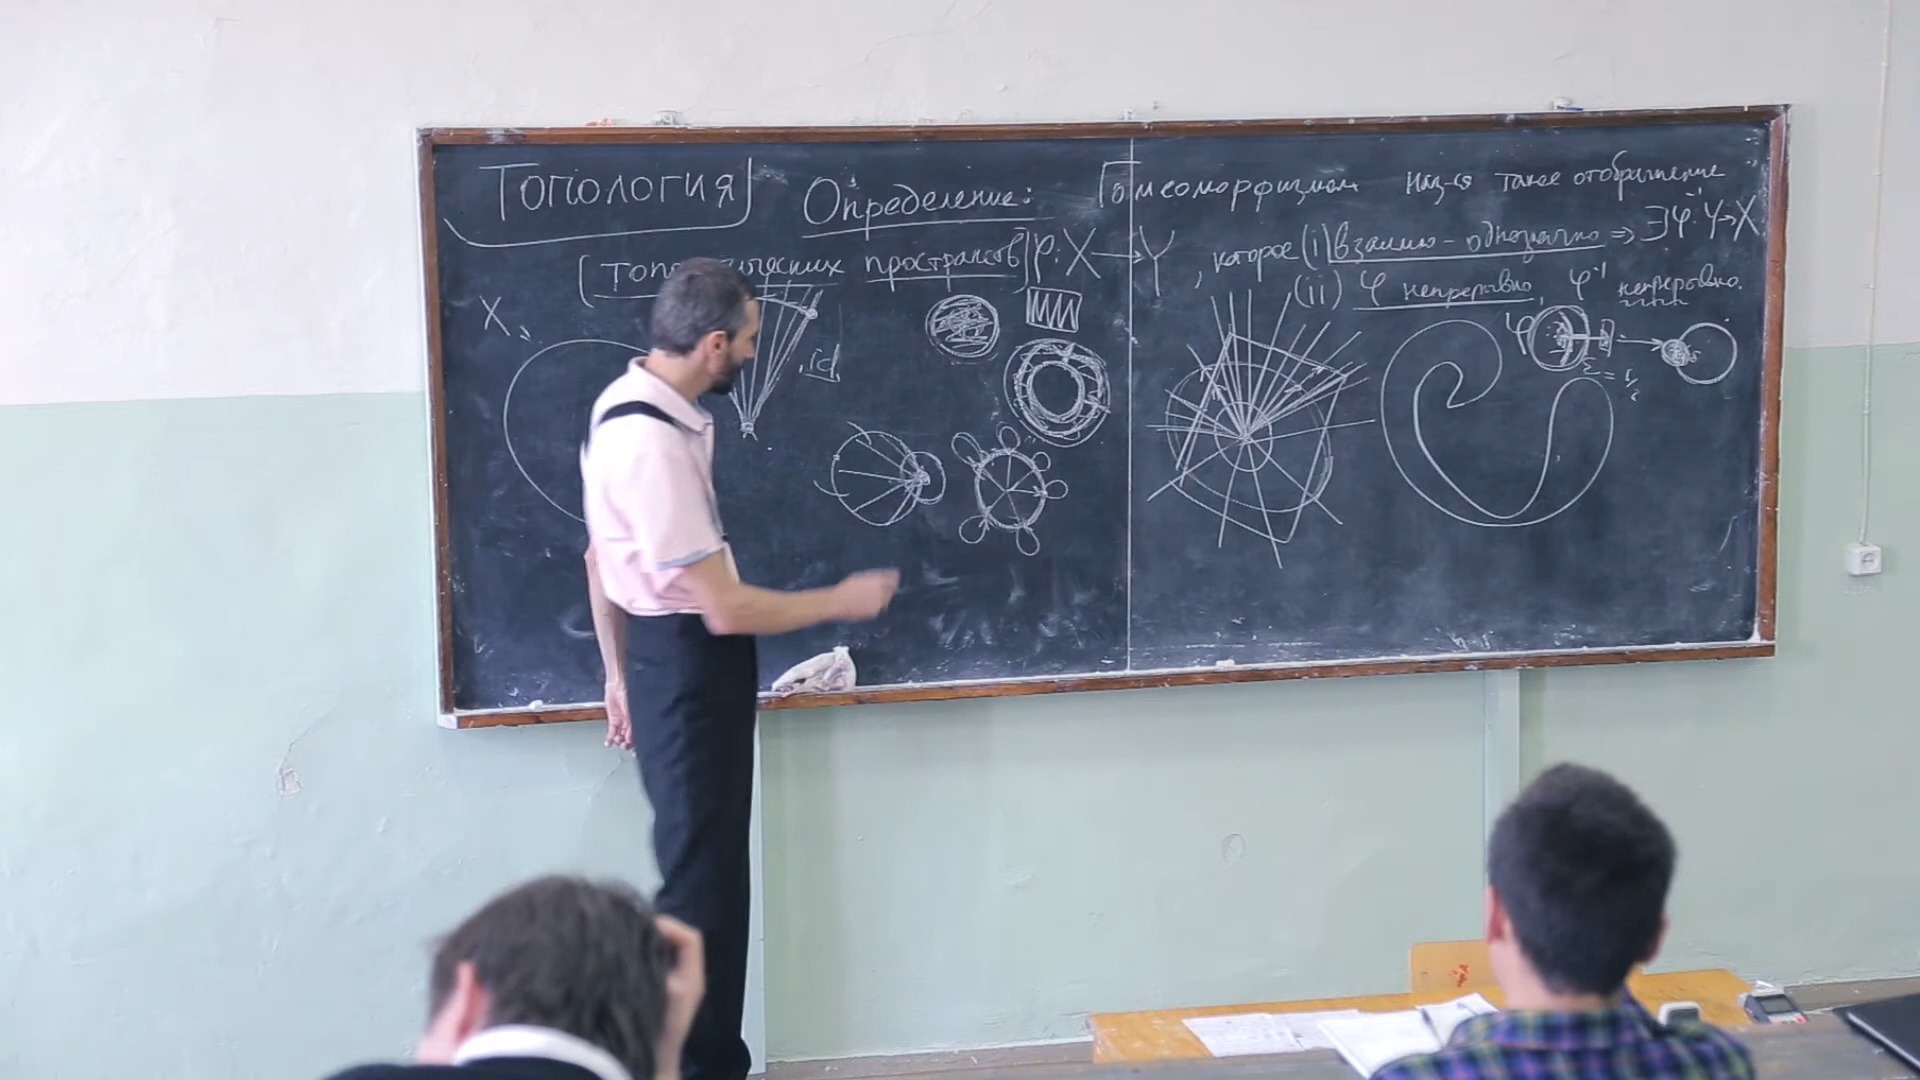 Топология
Определение: Гомеоморфизмом наз-ся такое отображение
(топологических пространств) φ: X → Y, которое (i) взаимно-однозначно ⇒ ∃φ⁻¹: Y→X
(ii) φ непрерывно, φ⁻¹ непрерывно.
X
id
φ